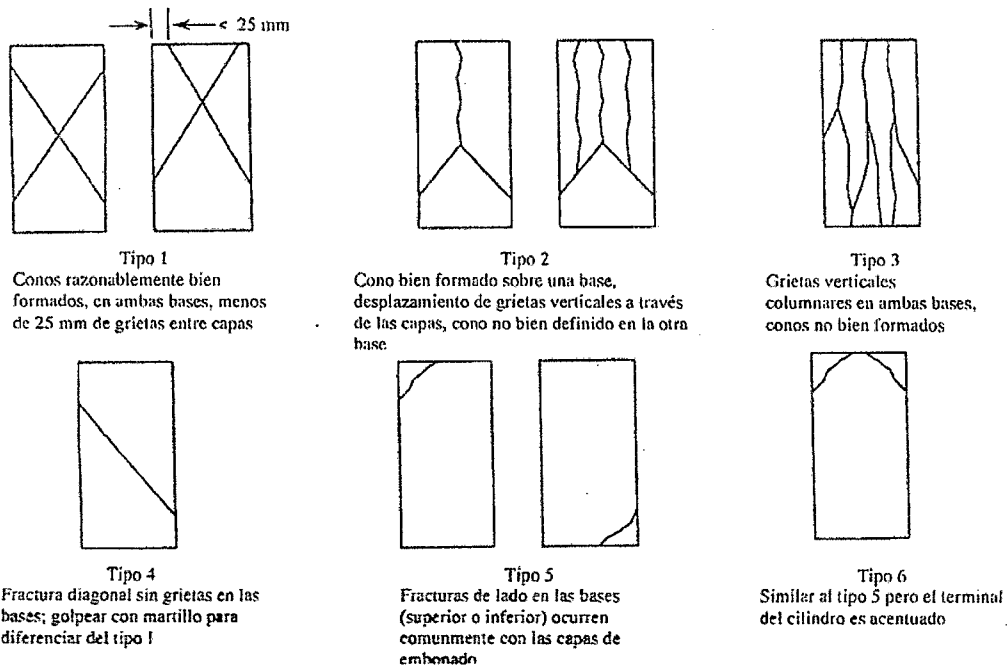 < 25 mm
Tipo 1
Conos razonablemente bien
formados, en ambas bases, menos
de 25 mm de grietas entre capas
Tipo 2
Cono bien formado sobre una base,
desplazamiento de grietas verticales a través
de las capas, cono no bien definido en la otra
base
Tipo 3
Grietas verticales
columnares en ambas bases,
conos no bien formados
Tipo 4
Fractura diagonal sin grietas en las
bases; golpear con martillo para
diferenciar del tipo 1
Tipo 5
Fracturas de lado en las bases
(superior o inferior) ocurren
comunmente con las capas de
embonado
Tipo 6
Similar al tipo 5 pero el terminal
del cilindro es acentuado